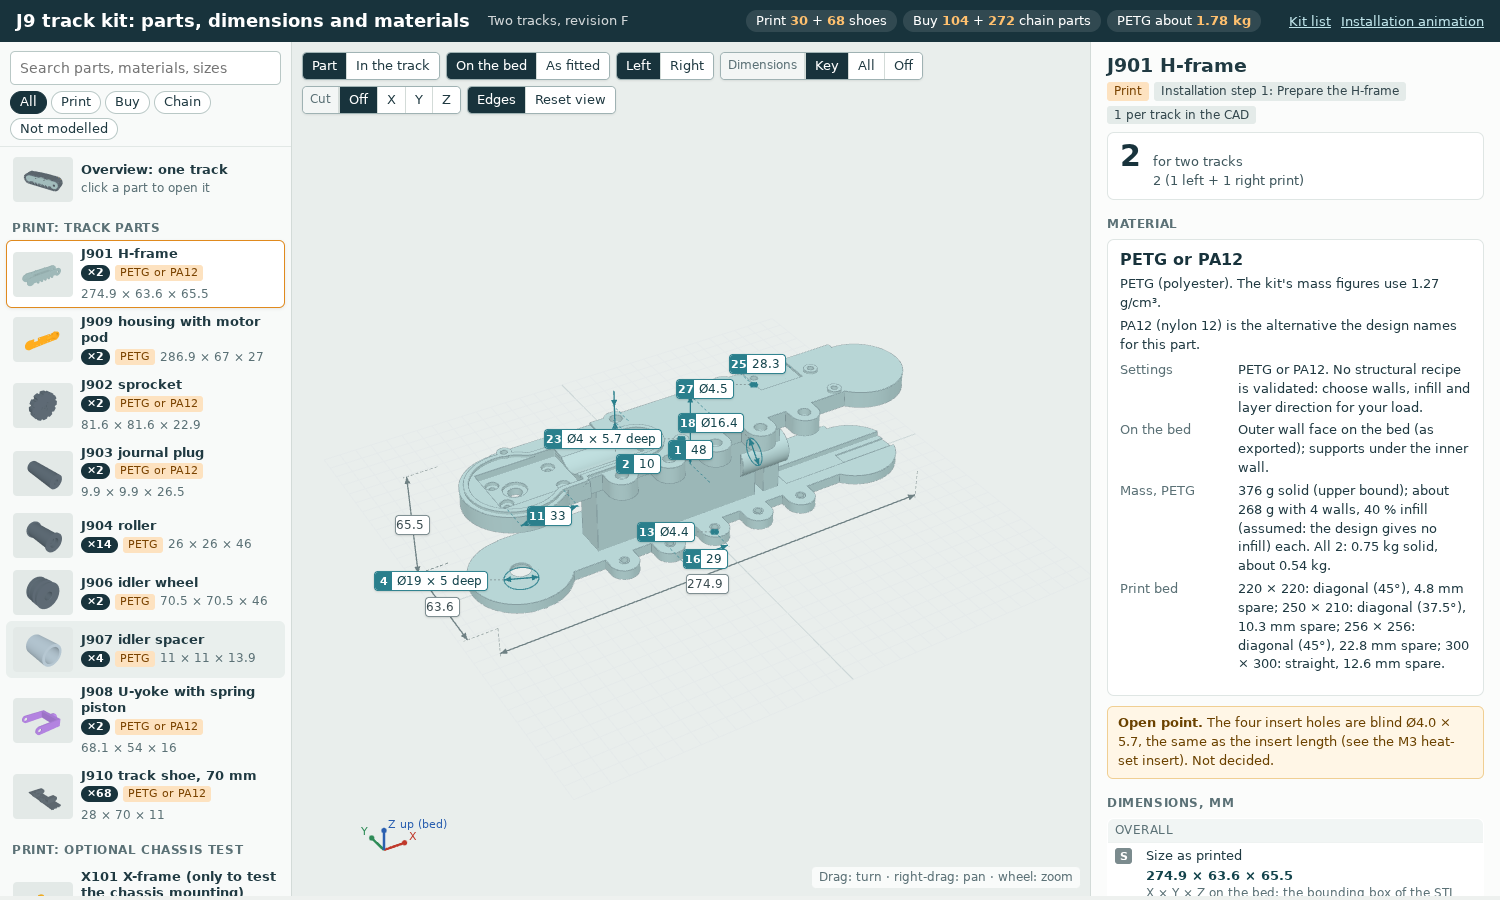 J9 track kit: parts, dimensions and materials
Two tracks, revision F
Print 30 + 68 shoes
Buy 104 + 272 chain parts
PETG about 1.78 kg
Kit list
Installation animation
Search parts, materials, sizes
All
Print
Buy
Chain
Not modelled
Overview: one track
click a part to open it
PRINT: TRACK PARTS
J901 H-frame
×2 PETG or PA12
274.9 × 63.6 × 65.5
J909 housing with motor
pod
×2 PETG 286.9 × 67 × 27
J902 sprocket
×2 PETG or PA12
81.6 × 81.6 × 22.9
J903 journal plug
×2 PETG or PA12
9.9 × 9.9 × 26.5
J904 roller
×14 PETG 26 × 26 × 46
J906 idler wheel
×2 PETG 70.5 × 70.5 × 46
J907 idler spacer
×4 PETG 11 × 11 × 13.9
J908 U-yoke with spring
piston
×2 PETG or PA12
68.1 × 54 × 16
J910 track shoe, 70 mm
×68 PETG or PA12
28 × 70 × 11
PRINT: OPTIONAL CHASSIS TEST
X101 X-frame (only to test
the chassis mounting)
Part
In the track
On the bed
As fitted
Left
Right
Dimensions
Key
All
Off
Cut
Off
X
Y
Z
Edges
Reset view
25 28.3
27 Ø4.5
18 Ø16.4
23 Ø4 × 5.7 deep
1 48
2 10
11 33
13 Ø4.4
16 29
4 Ø19 × 5 deep
65.5
63.6
274.9
Y
Z up (bed)
X
Drag: turn · right-drag: pan · wheel: zoom
J901 H-frame
Print
Installation step 1: Prepare the H-frame
1 per track in the CAD
2 for two tracks
2 (1 left + 1 right print)
MATERIAL
PETG or PA12
PETG (polyester). The kit's mass figures use 1.27
g/cm³.
PA12 (nylon 12) is the alternative the design names
for this part.
Settings PETG or PA12. No structural recipe
is validated: choose walls, infill and
layer direction for your load.
On the bed Outer wall face on the bed (as
exported); supports under the inner
wall.
Mass, PETG 376 g solid (upper bound); about
268 g with 4 walls, 40 % infill
(assumed: the design gives no
infill) each. All 2: 0.75 kg solid,
about 0.54 kg.
Print bed 220 × 220: diagonal (45°), 4.8 mm
spare; 250 × 210: diagonal (37.5°),
10.3 mm spare; 256 × 256:
diagonal (45°), 22.8 mm spare; 300
× 300: straight, 12.6 mm spare.
Open point. The four insert holes are blind Ø4.0 ×
5.7, the same as the insert length (see the M3 heat-
set insert). Not decided.
DIMENSIONS, MM
OVERALL
S Size as printed
274.9 × 63.6 × 65.5
X × Y × Z on the bed: the bounding box of the STL